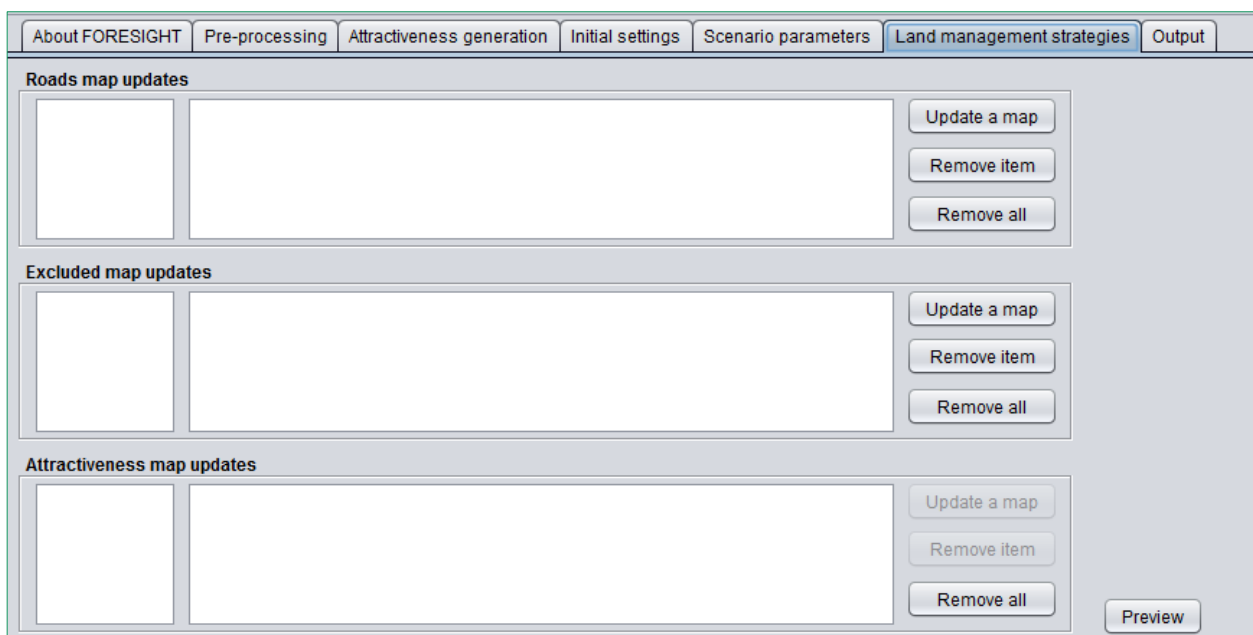 About FORESIGHT Pre-processing Attractiveness generation Initial settings Scenario parameters Land management strategies Output
Roads map updates
Update a map
Remove item
Remove all
Excluded map updates
Update a map
Remove item
Remove all
Attractiveness map updates
Update a map
Remove item
Remove all
Preview